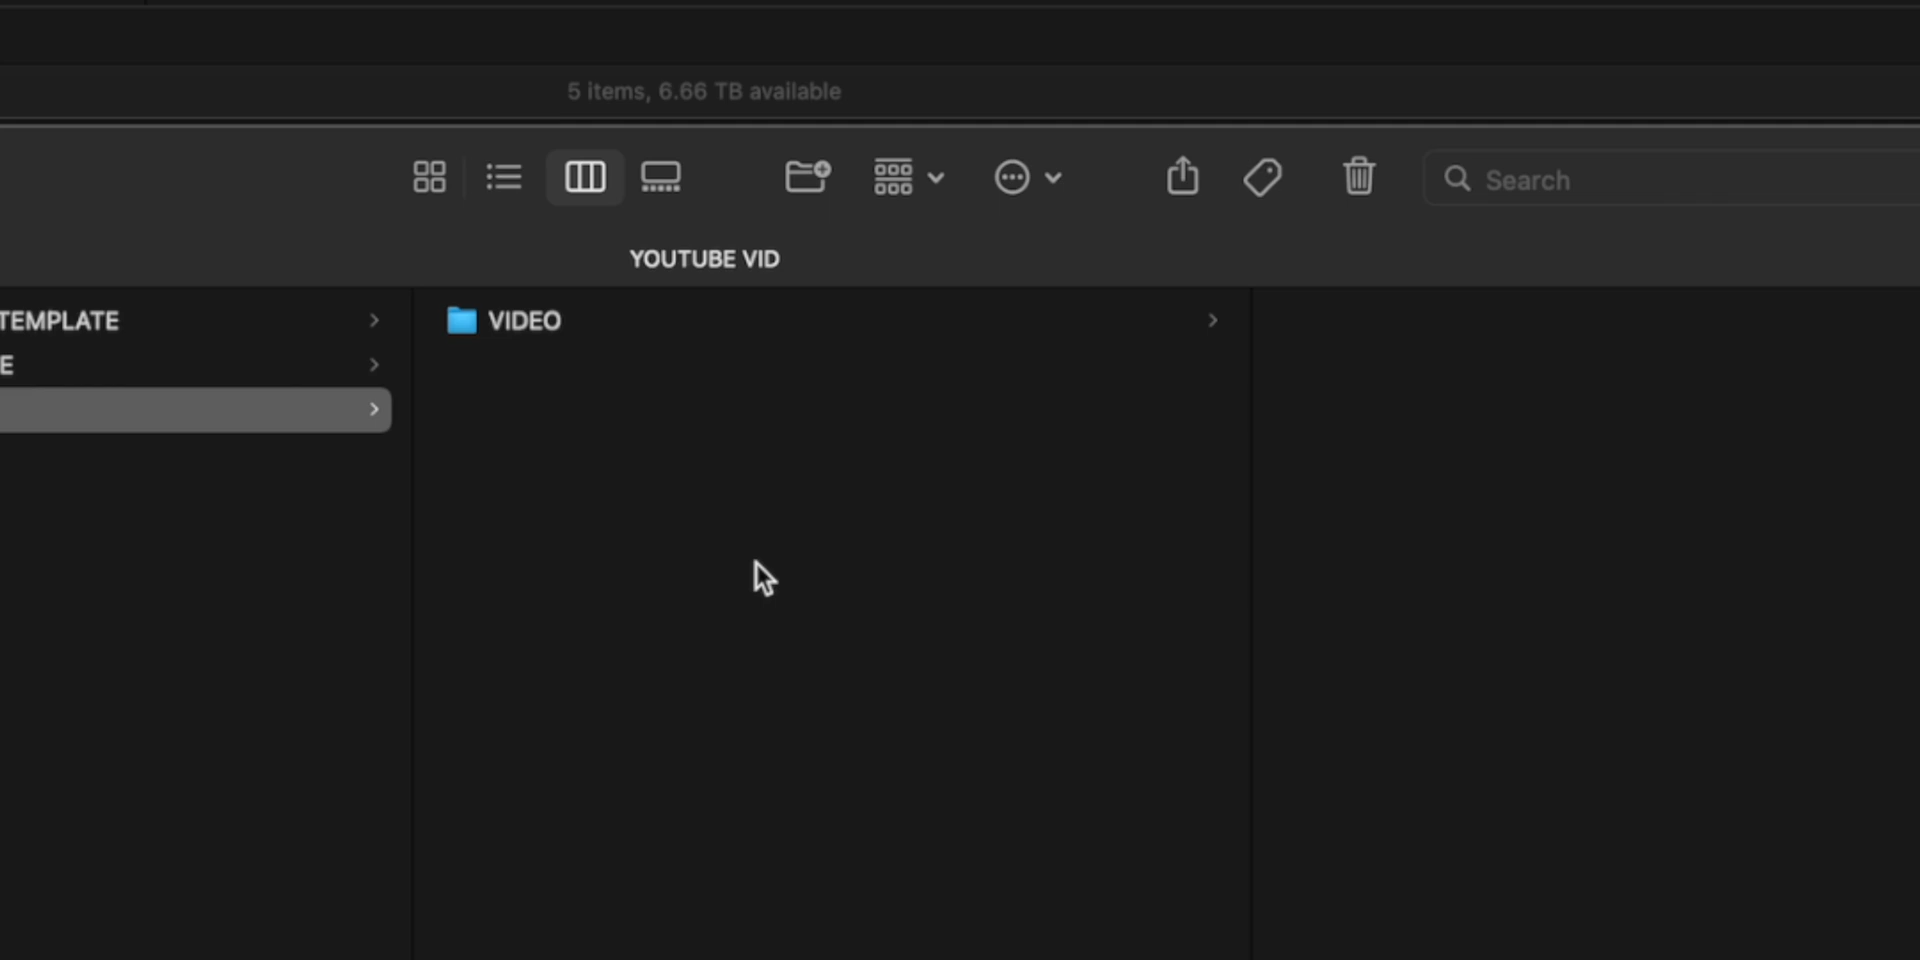 5 items, 6.66 TB available
Search
YOUTUBE VID
TEMPLATE
VIDEO
E